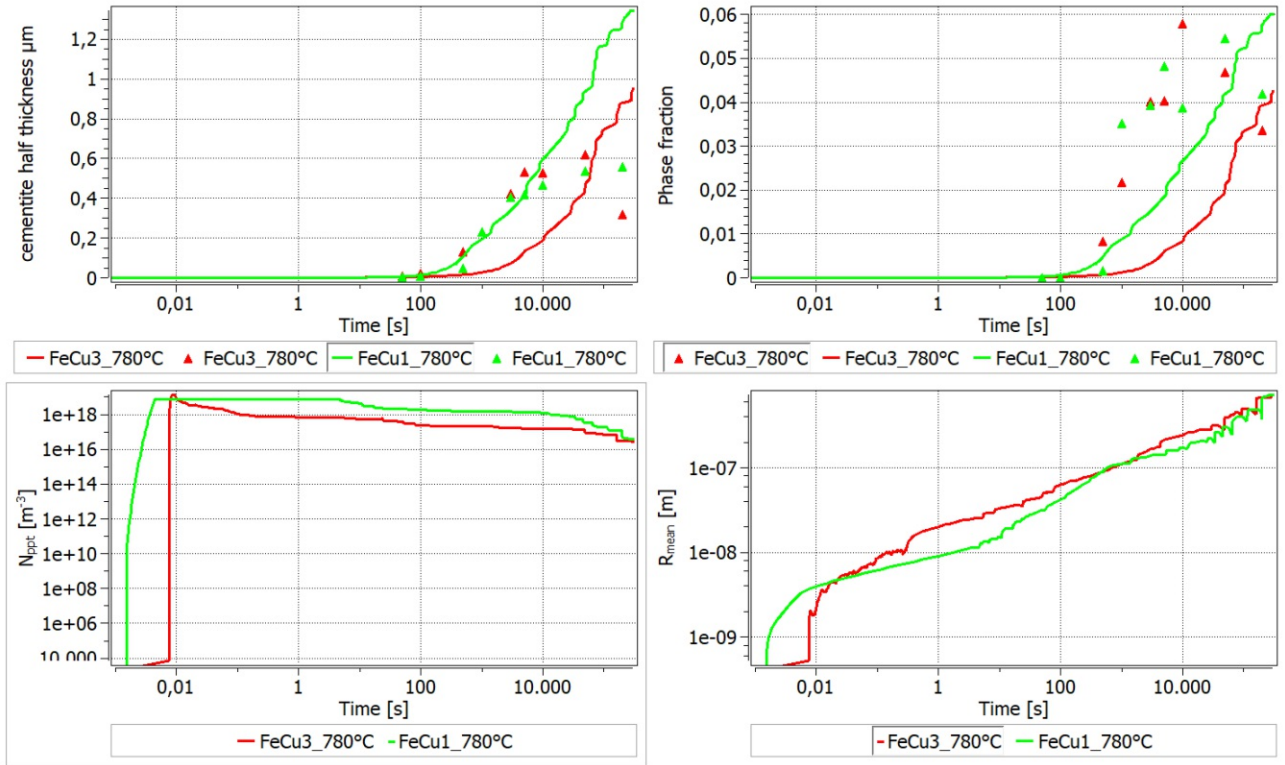 cementite half thickness µm
1,2
1
0,8
0,6
0,4
0,2
0
0,01 1 100 10.000
Time [s]
FeCu3_780°C FeCu3_780°C FeCu1_780°C FeCu1_780°C
Phase fraction
0,06
0,05
0,04
0,03
0,02
0,01
0
0,01 1 100 10.000
Time [s]
FeCu3_780°C FeCu3_780°C FeCu1_780°C FeCu1_780°C
Nppt [m-3]
1e+18
1e+16
1e+14
1e+12
1e+10
1e+08
1e+06
10.000
0,01 1 100 10.000
Time [s]
FeCu3_780°C FeCu1_780°C
Rmean [m]
1e-07
1e-08
1e-09
0,01 1 100 10.000
Time [s]
FeCu3_780°C FeCu1_780°C